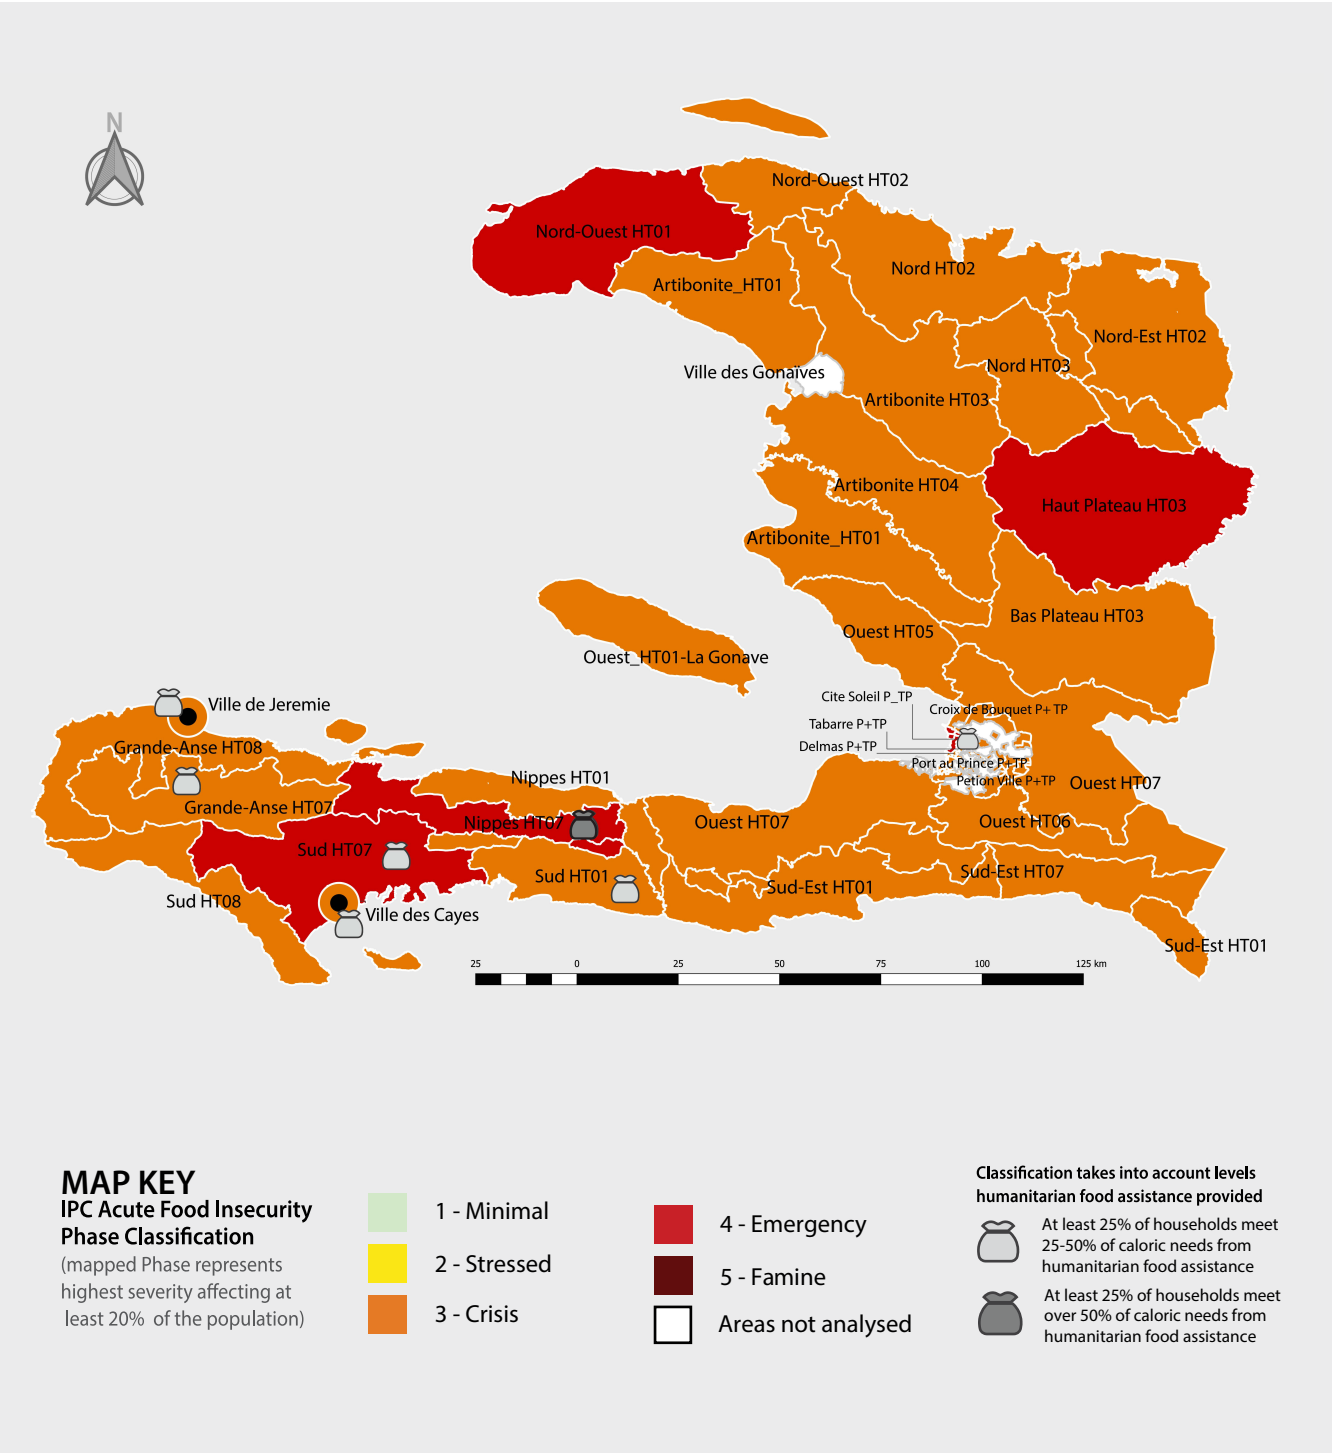 N
Nord-Ouest HT02
Nord-Ouest HT01
Nord HT02
Artibonite_HT01
Nord-Est HT02
Nord HT03
Ville des Gonaïves
Artibonite HT03
Artibonite HT04
Haut Plateau HT03
Artibonite_HT01
Bas Plateau HT03
Ouest HT05
Ouest_HT01-La Gonave
Cite Soleil P_TP
Ville de Jeremie
Croix de Bouquet P+TP
Tabarre P+TP
Grande-Anse HT08
Delmas P+TP
Port au Prince P+TP
Nippes HT01
Petion Ville P+TP
Ouest HT07
Grande-Anse HT07
Nippes HT07
Ouest HT07
Ouest HT06
Sud HT07
Sud HT01
Sud-Est HT07
Sud-Est HT01
Sud HT08
Ville des Cayes
Sud-Est HT01
25 0 25 50 75 100 125 km
MAP KEY
IPC Acute Food Insecurity
Phase Classification
(mapped Phase represents
highest severity affecting at
least 20% of the population)
1 - Minimal
2 - Stressed
3 - Crisis
4 - Emergency
5 - Famine
Areas not analysed
Classification takes into account levels
humanitarian food assistance provided
At least 25% of households meet
25-50% of caloric needs from
humanitarian food assistance
At least 25% of households meet
over 50% of caloric needs from
humanitarian food assistance